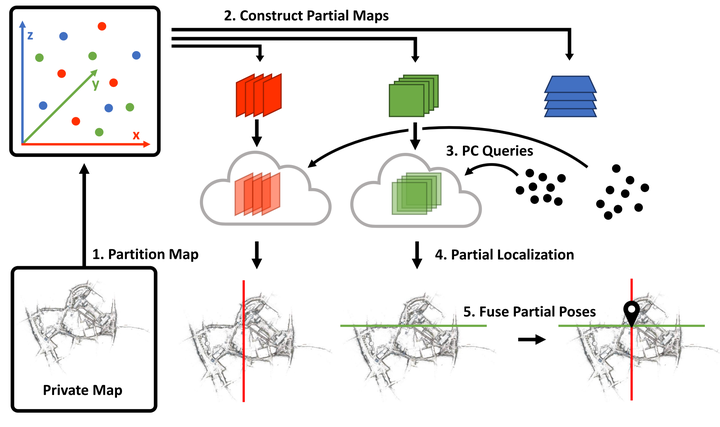 2. Construct Partial Maps
z
y
x
3. PC Queries
1. Partition Map
4. Partial Localization
5. Fuse Partial Poses
Private Map